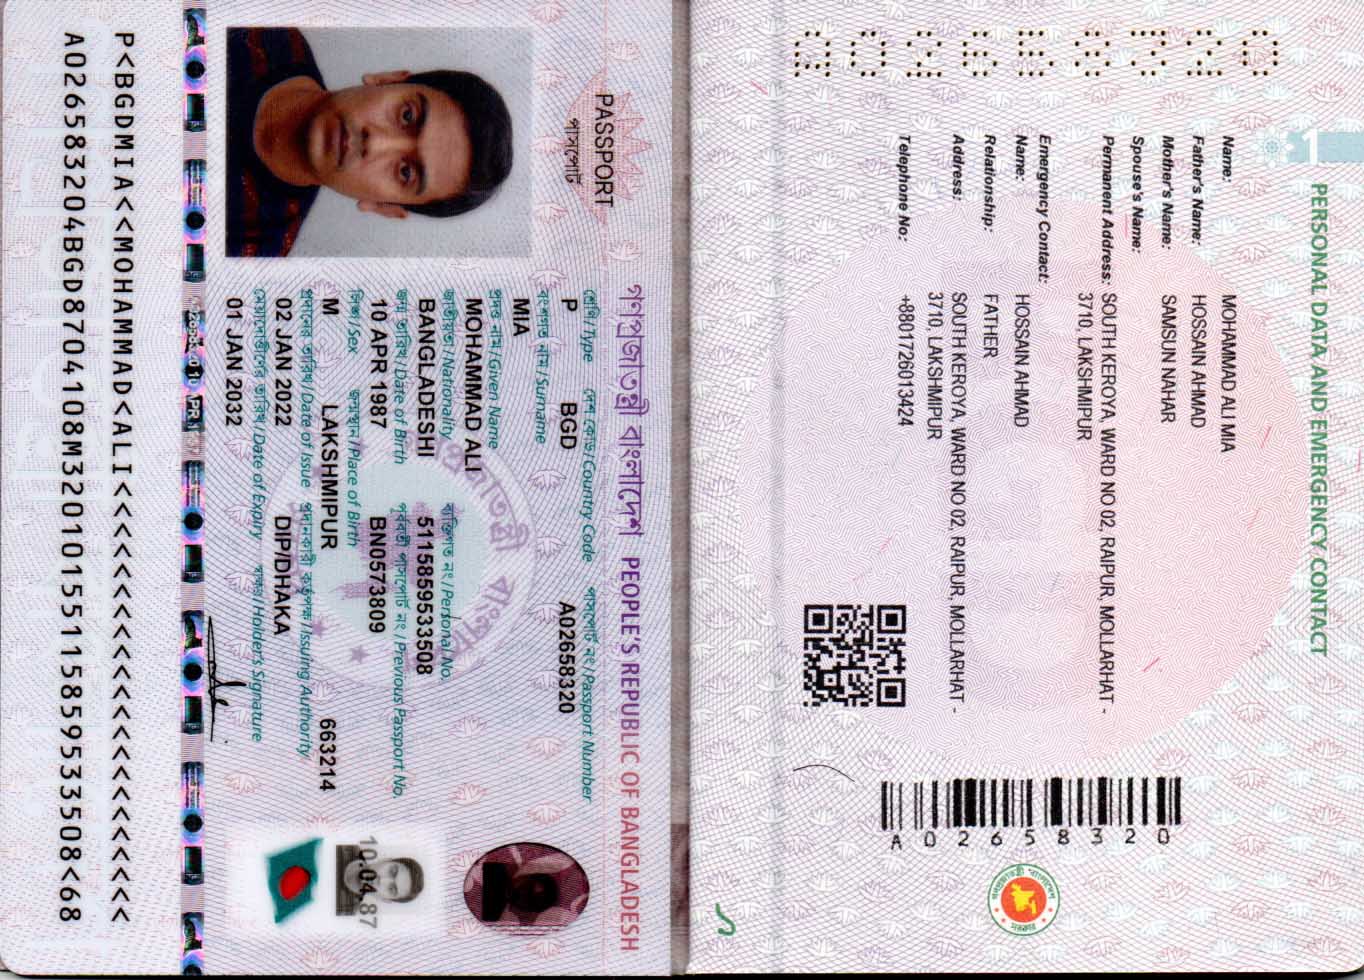 1 PERSONAL DATA AND EMERGENCY CONTACT
Name: MOHAMMAD ALI MIA
Father's Name: HOSSAIN AHMAD
Mother's Name: SAMSUN NAHAR
Spouse's Name:
Permanent Address: SOUTH KEROYA, WARD NO 02, RAIPUR, MOLLARHAT -
3710, LAKSHMIPUR
Emergency Contact:
Name: HOSSAIN AHMAD
Relationship: FATHER
Address: SOUTH KEROYA, WARD NO 02, RAIPUR, MOLLARHAT -
3710, LAKSHMIPUR
Telephone No: +8801726013424
A02658320
A02658320
১
গণপ্রজাতন্ত্রী বাংলাদেশ PEOPLE'S REPUBLIC OF BANGLADESH
PASSPORT
পাসপোর্ট
শ্রেণি/Type দেশ কোড/Country Code পাসপোর্ট নং/Passport Number
P BGD A02658320
বংশগত নাম/Surname
MIA
প্রদত্ত নাম/Given Name
MOHAMMAD ALI
জাতীয়তা/Nationality ব্যক্তিগত নং/Personal No.
BANGLADESHI 5115859533508
জন্ম তারিখ/Date of Birth পূর্ববর্তী পাসপোর্ট নং/Previous Passport No.
10 APR 1987 BN0573809
লিঙ্গ/Sex জন্মস্থান/Place of Birth
M LAKSHMIPUR 663214
প্রদানের তারিখ/Date of Issue প্রদানকারী কর্তৃপক্ষ/Issuing Authority
02 JAN 2022 DIP/DHAKA
মেয়াদোত্তীর্ণের তারিখ/Date of Expiry স্বাক্ষর/Holder's Signature
01 JAN 2032
10.04.87
P<BGDMIA<<MOHAMMAD<ALI<<<<<<<<<<<<<<<<<<<<<<
A026583204BGD8704108M32010155115859533508<68